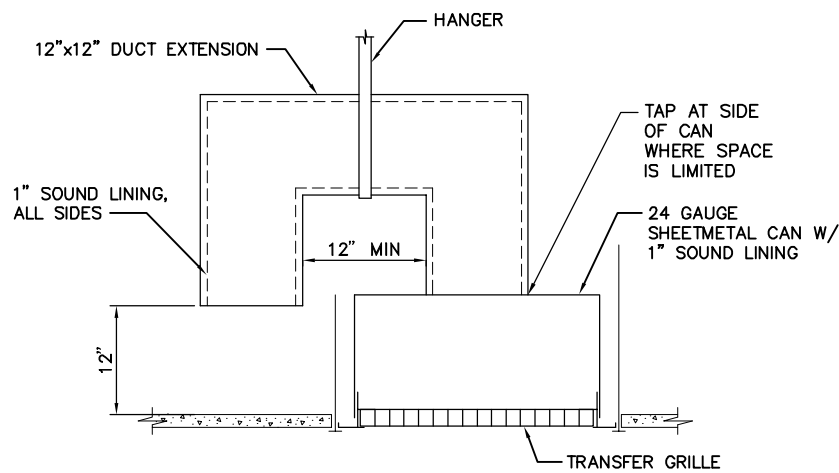 HANGER
12"x12" DUCT EXTENSION
TAP AT SIDE
OF CAN
WHERE SPACE
IS LIMITED
1" SOUND LINING,
ALL SIDES
24 GAUGE
SHEETMETAL CAN W/
1" SOUND LINING
12" MIN
12"
TRANSFER GRILLE